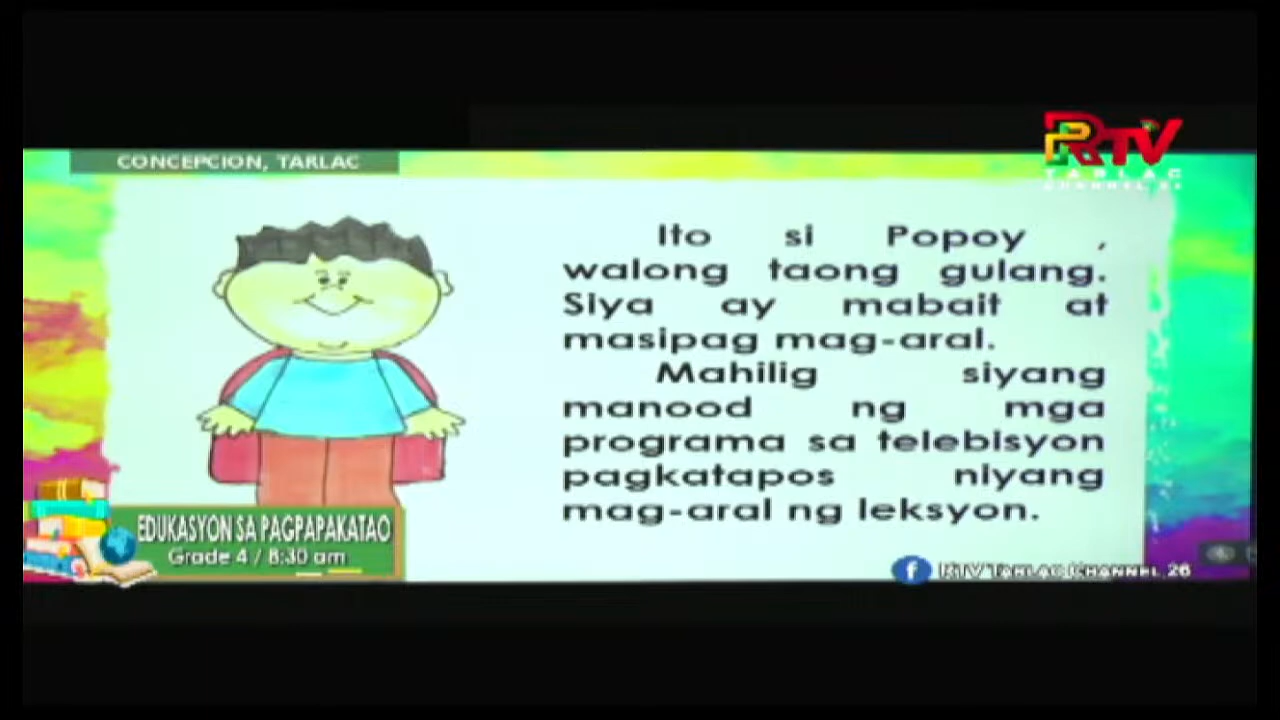 CONCEPCION, TARLAC
RTV
TARLAC
CHANNEL 26
Ito si Popoy ,
walong taong gulang.
Siya ay mabait at
masipag mag-aral.
Mahilig siyang
manood ng mga
programa sa telebisyon
pagkatapos niyang
mag-aral ng leksyon.
EDUKASYON SA PAGPAPAKATAO
Grade 4 / 8:30 am
f RTV TARLAC CHANNEL 26